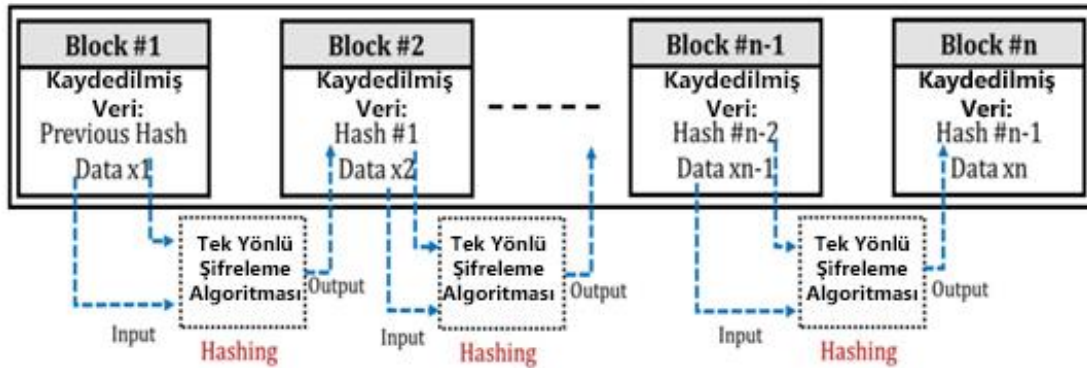 Block #1
Kaydedilmiş
Veri:
Previous Hash
Data x1
Block #2
Kaydedilmiş
Veri:
Hash #1
Data x2
Block #n-1
Kaydedilmiş
Veri:
Hash #n-2
Data xn-1
Block #n
Kaydedilmiş
Veri:
Hash #n-1
Data xn
Tek Yönlü
Şifreleme
Algoritması
Input
Output
Hashing
Tek Yönlü
Şifreleme
Algoritması
Input
Output
Hashing
Tek Yönlü
Şifreleme
Algoritması
Input
Output
Hashing